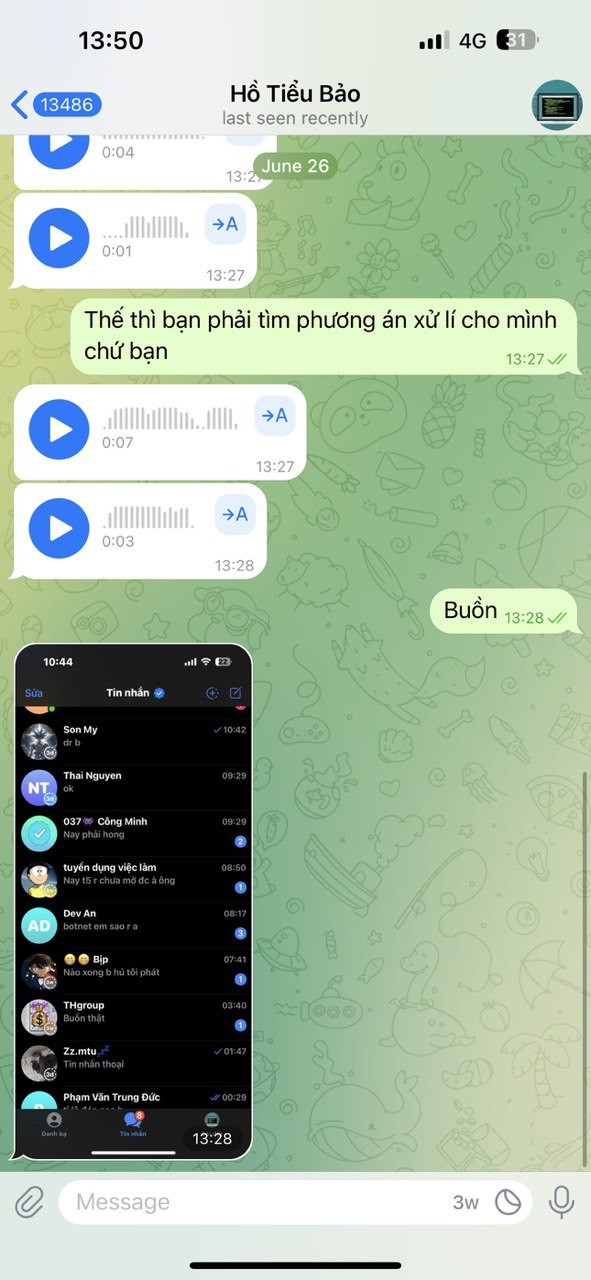 13:50
4G 31
13486
Hồ Tiểu Bảo
last seen recently
0:04
13:27
June 26
0:01
→A
13:27
Thế thì bạn phải tìm phương án xử lí cho mình
chứ bạn
13:27
→A
0:07
13:27
→A
0:03
13:28
Buồn 13:28
10:44
22
Sửa
Tin nhắn
Son My
10:42
dr b
Thai Nguyen
09:29
NT
ok
3d
037 Công Minh
09:29
Nay phải hong
2
tuyển dụng việc làm
08:50
Nay t5 r chưa mở đc à ông
1
Dev An
08:17
AD
botnet em sao r a
3
Bịp
07:41
Nào xong b hú tôi phát
1
THgroup
03:40
Buồn thật
1
Zz.mtu
01:47
Tin nhắn thoại
3d
Phạm Văn Trung Đức
00:29
8
Danh bạ
Tin nhắn
13:28
Message
3w